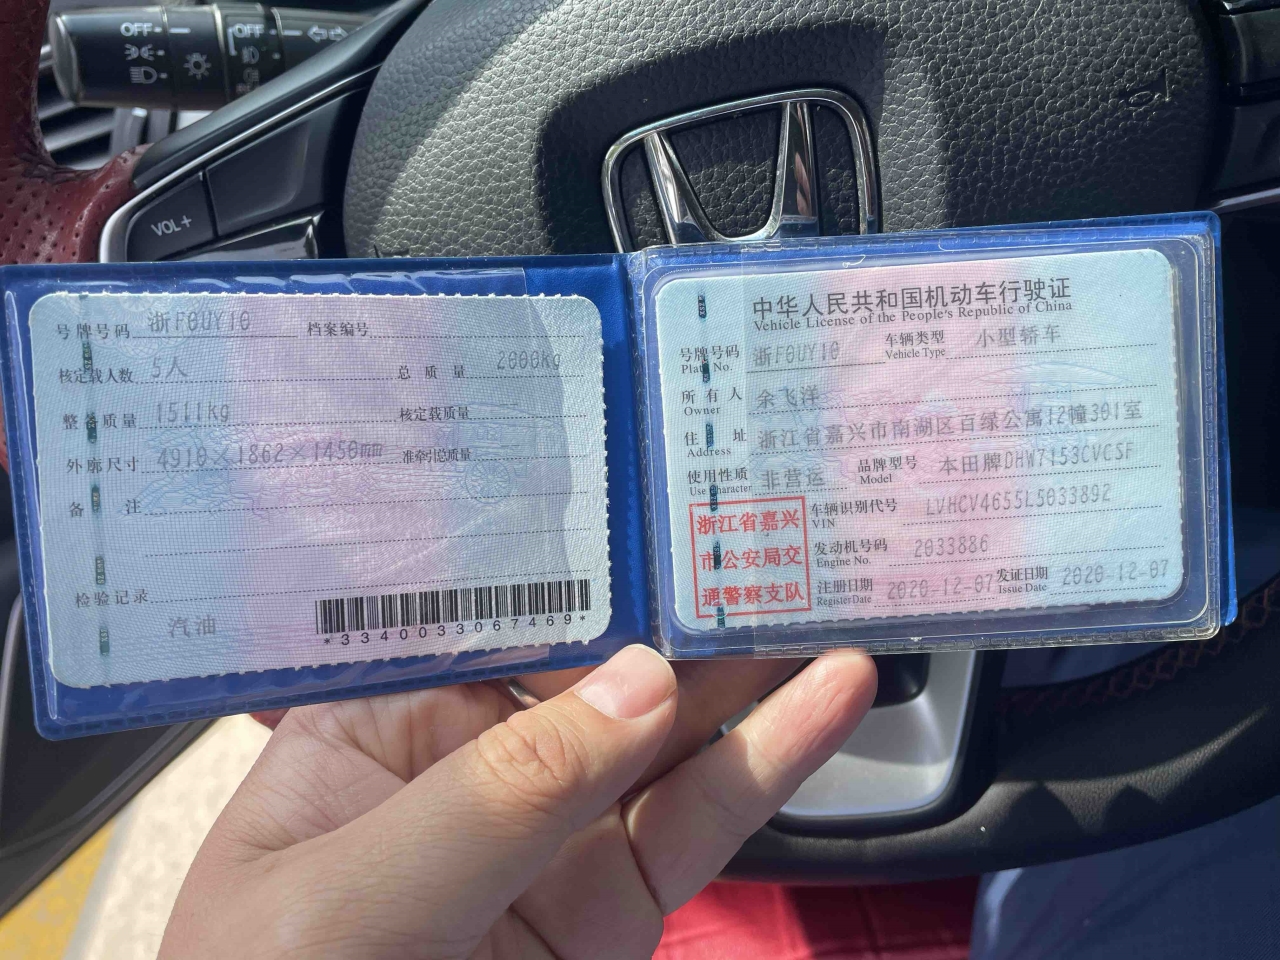 OFF
OFF
VOL+
号牌号码 浙F0UY10 档案编号
核定载人数 5人 总质量 2000kg
整备质量 1511kg 核定载质量
外廓尺寸 4910×1862×1450mm 准牵引总质量
备注
检验记录
汽油
*3340033067469*
中华人民共和国机动车行驶证
Vehicle License of the People's Republic of China
号牌号码 浙F0UY10 车辆类型 小型轿车
Plate No. Vehicle Type
所有人 余飞洋
Owner
住址 浙江省嘉兴市南湖区百绿公寓12幢301室
Address
使用性质 非营运 品牌型号 本田牌DHW7153CVCSF
Use Character Model
浙江省嘉兴
市公安局交
通警察支队
车辆识别代号 LVHCV4655L5033892
VIN
发动机号码 2033886
Engine No.
注册日期 2020-12-07 发证日期 2020-12-07
Register Date Issue Date